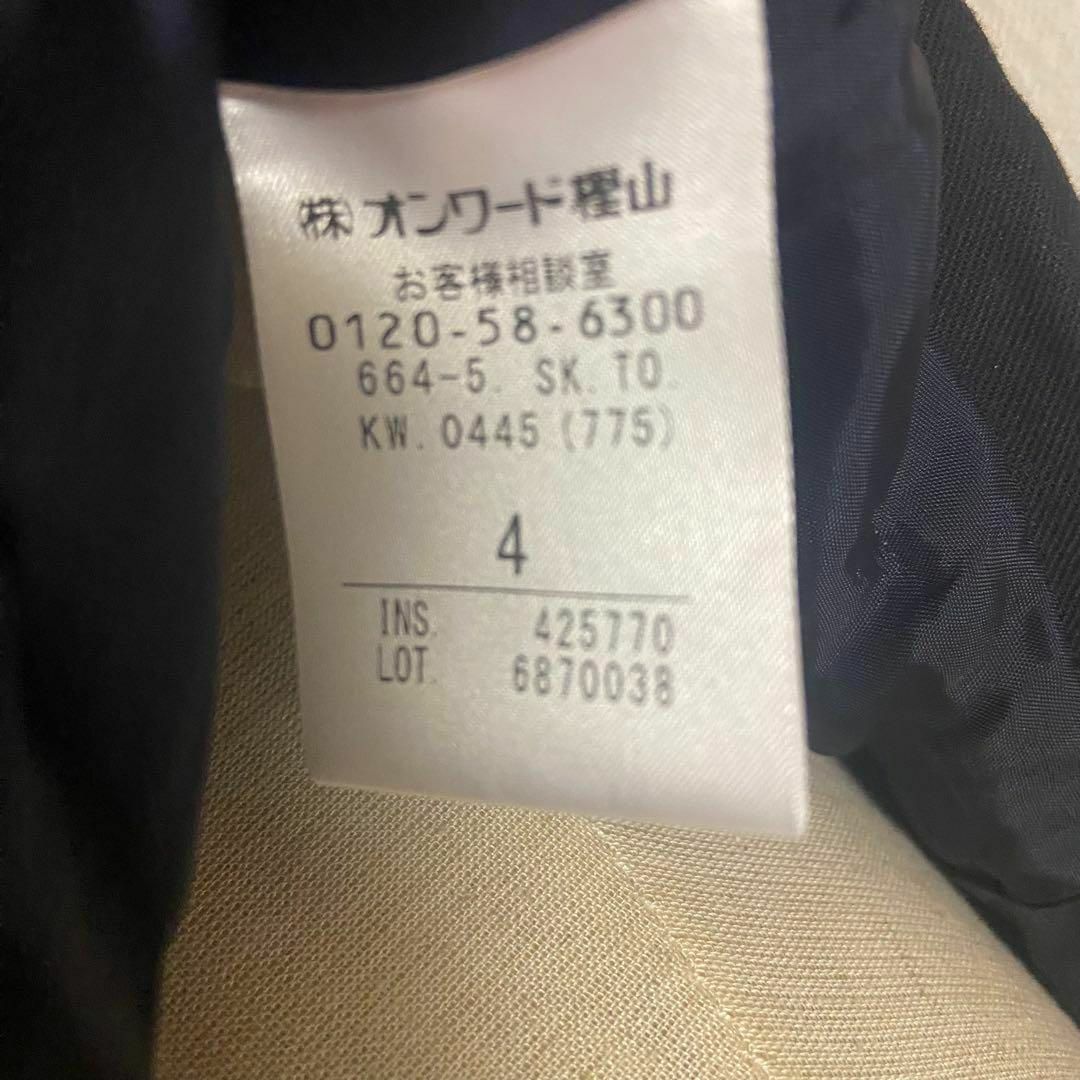 ㈱オンワード樫山
お客様相談室
0120-58-6300
664-5. SK. TO.
KW. 0445 (775)
4
INS. 425770
LOT. 6870038